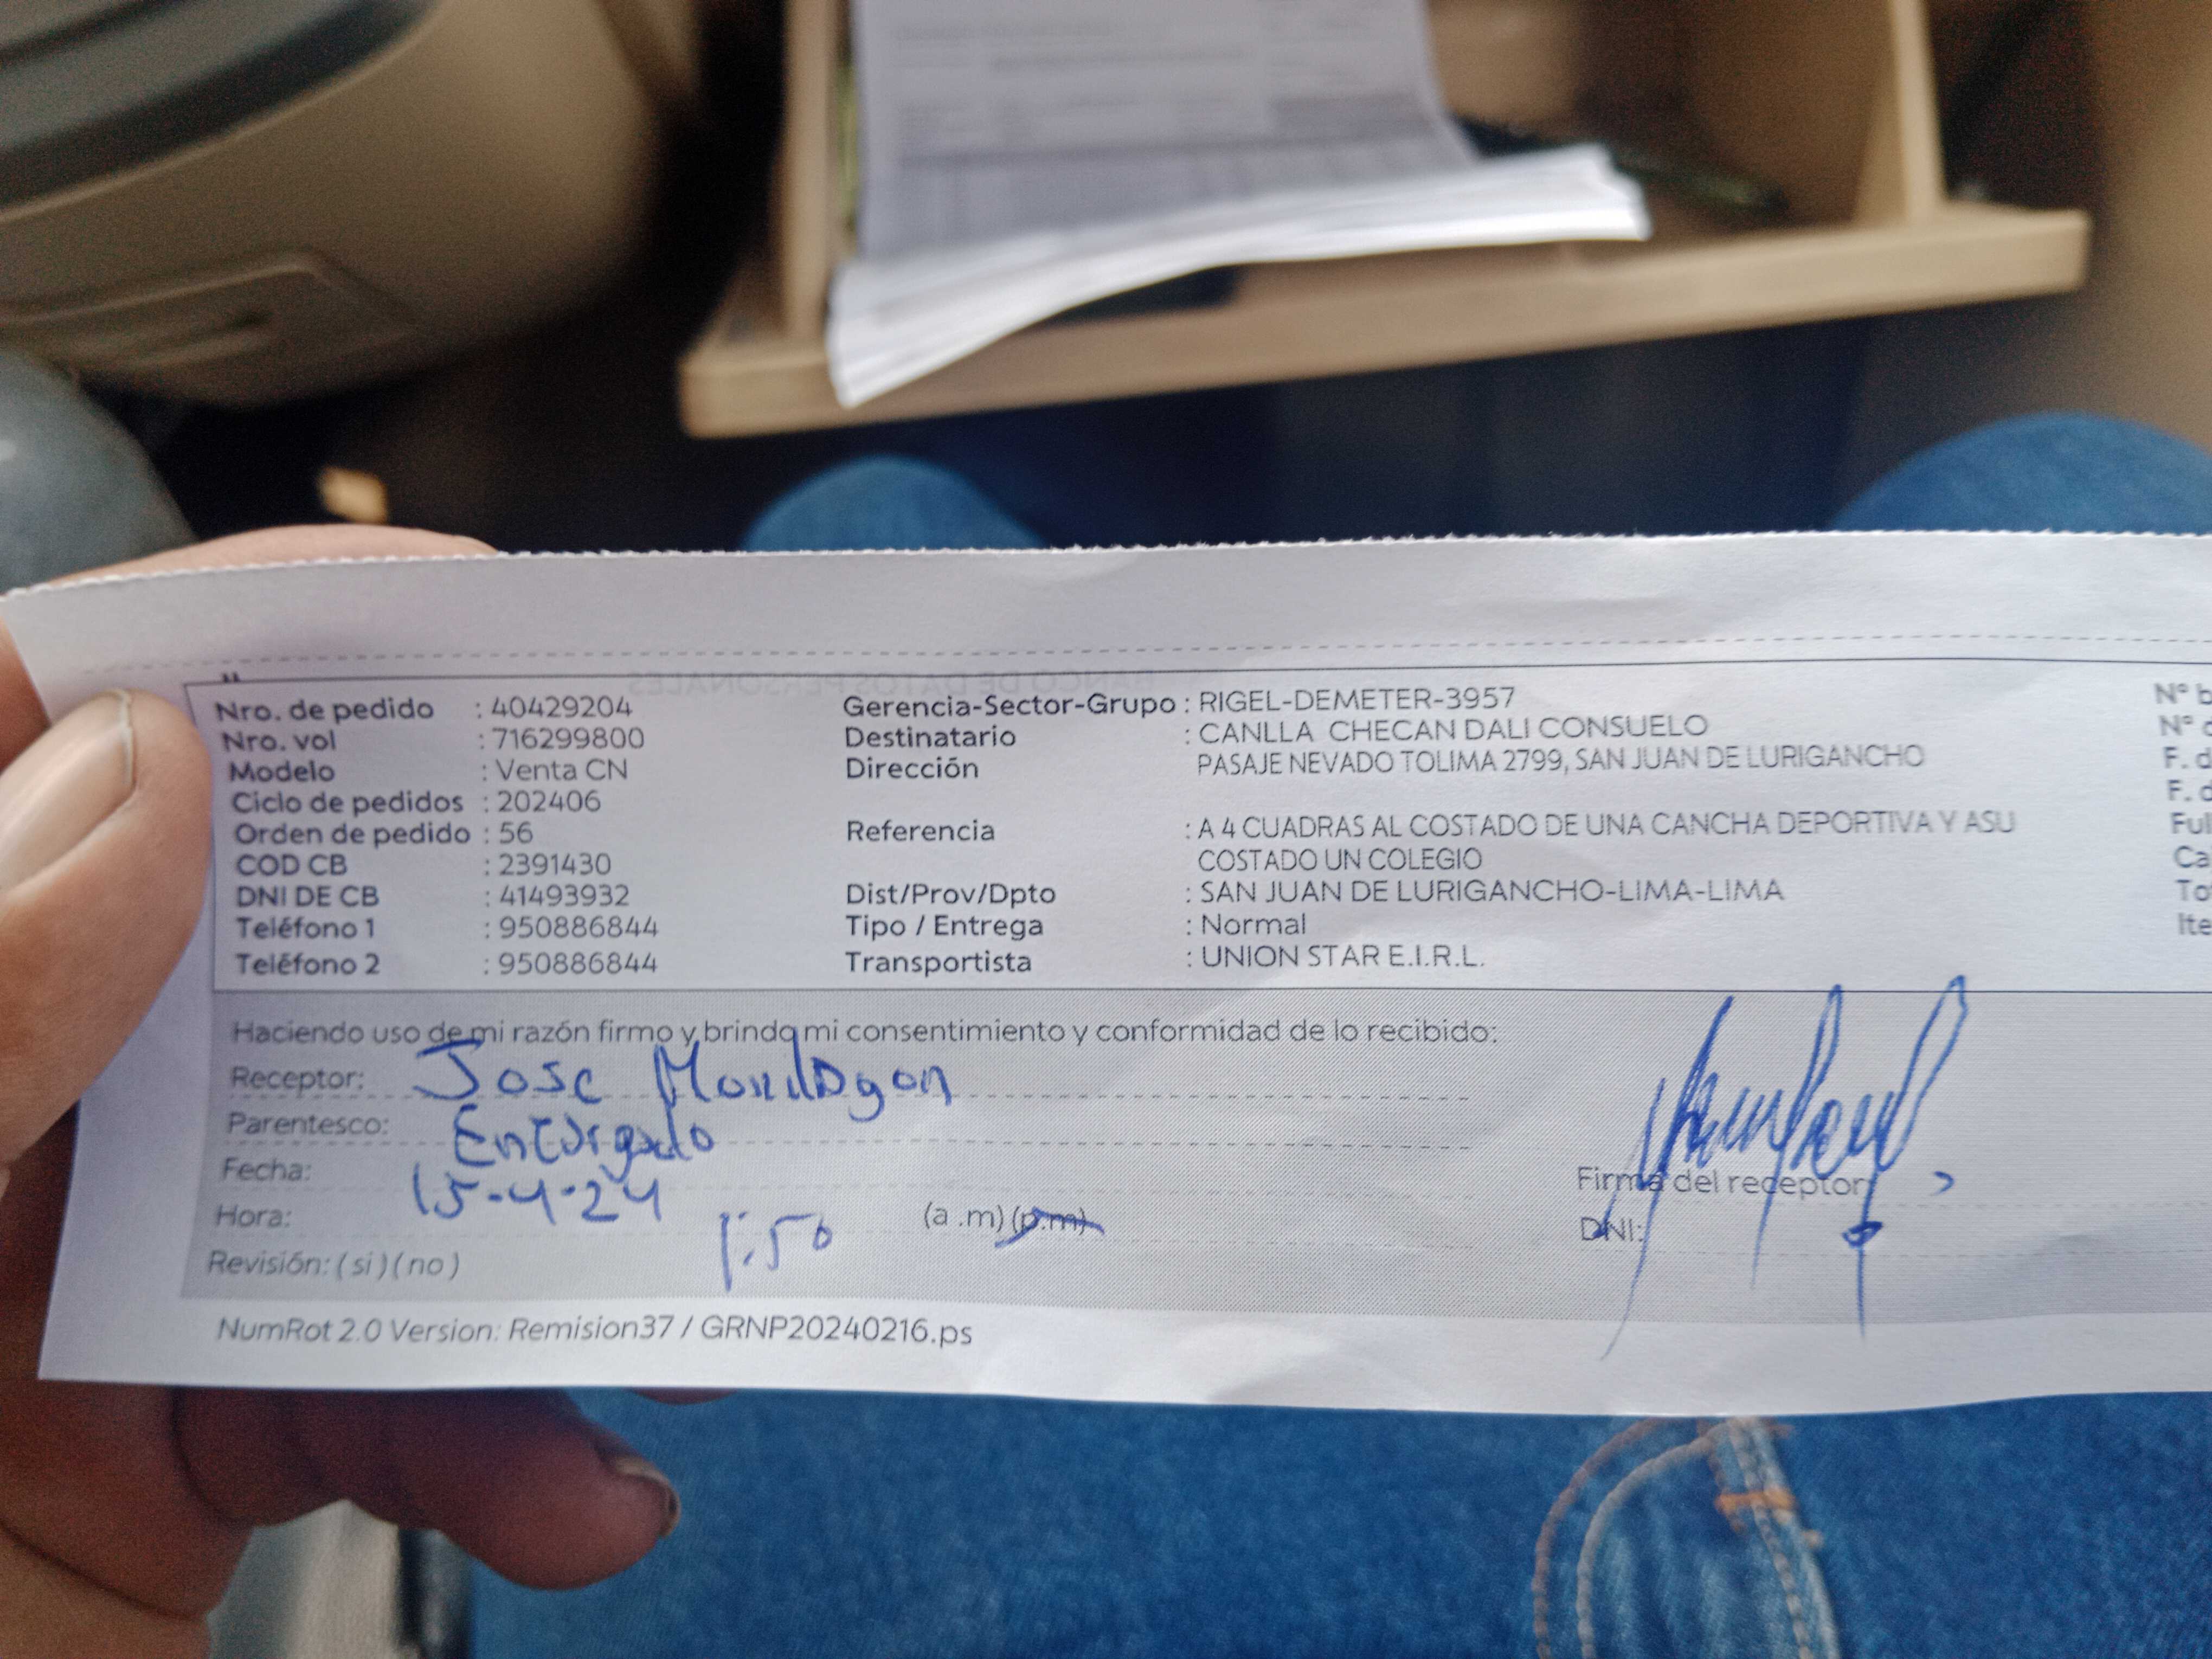 Nro. de pedido : 40429204
Nro. vol : 716299800
Modelo : Venta CN
Ciclo de pedidos : 202406
Orden de pedido : 56
COD CB : 2391430
DNI DE CB : 41493932
Teléfono 1 : 950886844
Teléfono 2 : 950886844
Gerencia-Sector-Grupo : RIGEL-DEMETER-3957
Destinatario : CANLLA CHECAN DALI CONSUELO
Dirección PASAJE NEVADO TOLIMA 2799, SAN JUAN DE LURIGANCHO
Referencia : A 4 CUADRAS AL COSTADO DE UNA CANCHA DEPORTIVA Y ASU
COSTADO UN COLEGIO
Dist/Prov/Dpto : SAN JUAN DE LURIGANCHO-LIMA-LIMA
Tipo / Entrega : Normal
Transportista : UNION STAR E.I.R.L.
N° b
N°
F. d
F. d
Ful
Ca
To
Ite
Haciendo uso de mi razón firmo y brindo mi consentimiento y conformidad de lo recibido:
Receptor: Jose Mondragon
Parentesco: Encargado
Fecha: 15-4-24
Hora: 1:50 (a .m) (p.m)
Revisión: ( si ) ( no )
Firma del receptor
DNI:
NumRot 2.0 Version: Remision37 / GRNP20240216.ps